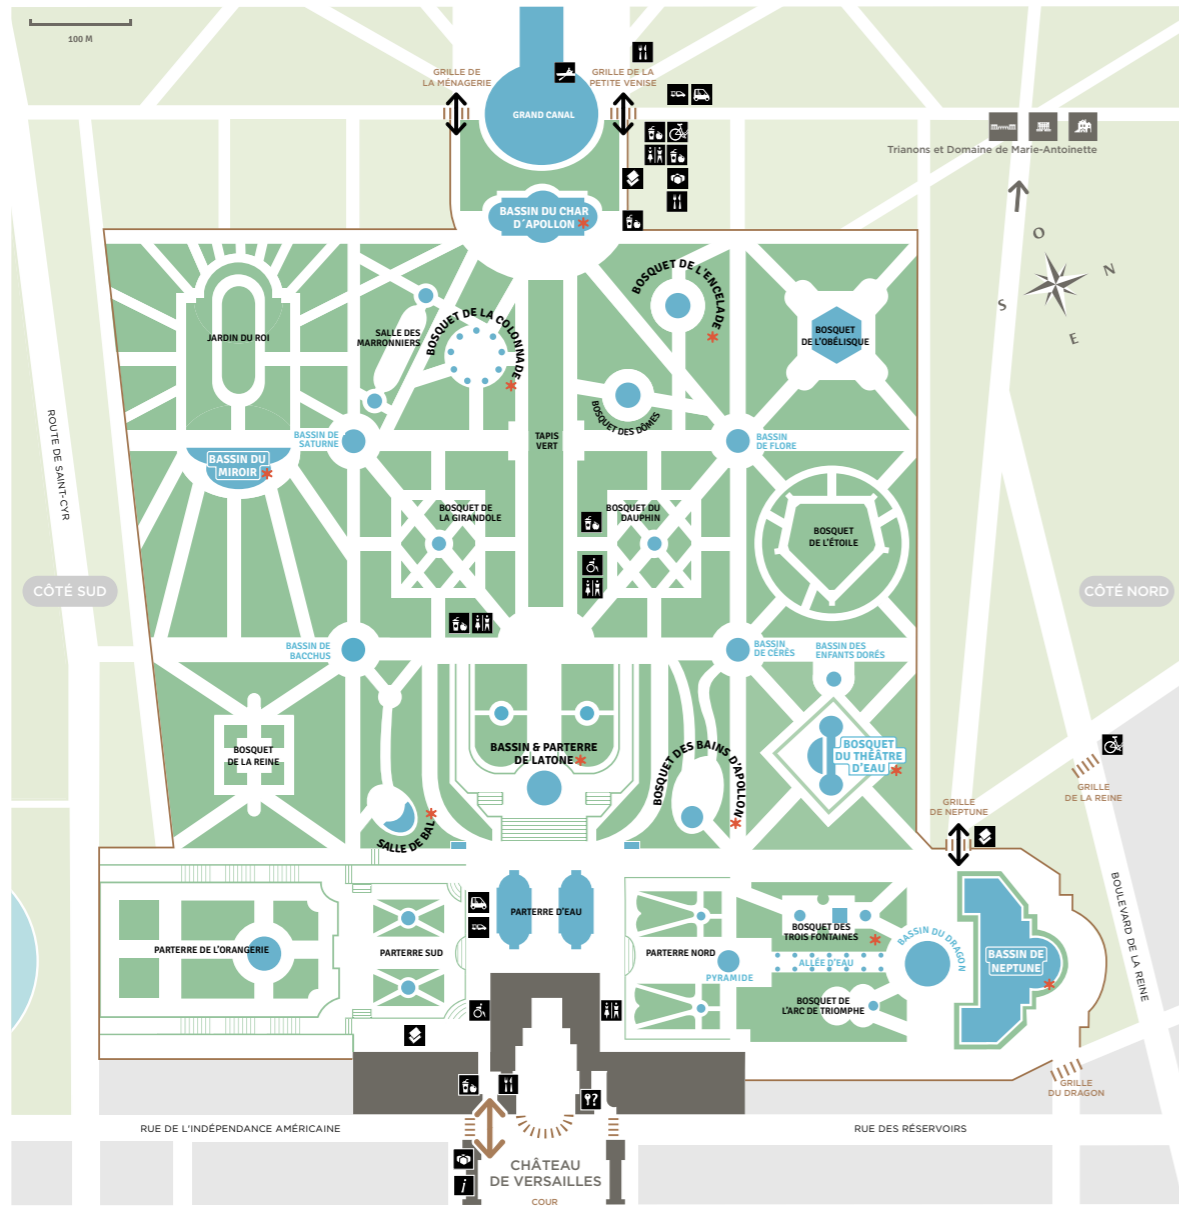 100 M
GRILLE DE
LA MÉNAGERIE
GRILLE DE LA
PETITE VENISE
GRAND CANAL
Trianons et Domaine de Marie-Antoinette
BASSIN DU CHAR
D'APOLLON
O
N
S
E
BOSQUET DE L'ENCELADE
JARDIN DU ROI
SALLE DES
MARRONNIERS
BOSQUET DE LA COLONNADE
BOSQUET
DE L'OBÉLISQUE
BOSQUET DES DÔMES
ROUTE DE SAINT-CYR
BASSIN DE
SATURNE
TAPIS
VERT
BASSIN
DE FLORE
BASSIN DU
MIROIR
BOSQUET DE
LA GIRANDOLE
BOSQUET DU
DAUPHIN
BOSQUET
DE L'ÉTOILE
CÔTÉ SUD
CÔTÉ NORD
BASSIN DE
BACCHUS
BASSIN
DE CÉRÈS
BASSIN DES
ENFANTS DORÉS
BOSQUET
DE LA REINE
BASSIN & PARTERRE
DE LATONE
BOSQUET DES BAINS D'APOLLON
BOSQUET
DU THÉÂTRE
D'EAU
GRILLE
DE LA REINE
GRILLE
DE NEPTUNE
SALLE DE BAL
BOULEVARD DE LA REINE
PARTERRE DE L'ORANGERIE
PARTERRE SUD
PARTERRE D'EAU
PARTERRE NORD
BOSQUET DES
TROIS FONTAINES
BASSIN DU DRAGON
ALLÉE D'EAU
PYRAMIDE
BASSIN DE
NEPTUNE
BOSQUET DE
L'ARC DE TRIOMPHE
GRILLE
DU DRAGON
?
RUE DE L'INDÉPENDANCE AMÉRICAINE
RUE DES RÉSERVOIRS
i
CHÂTEAU
DE VERSAILLES
COUR